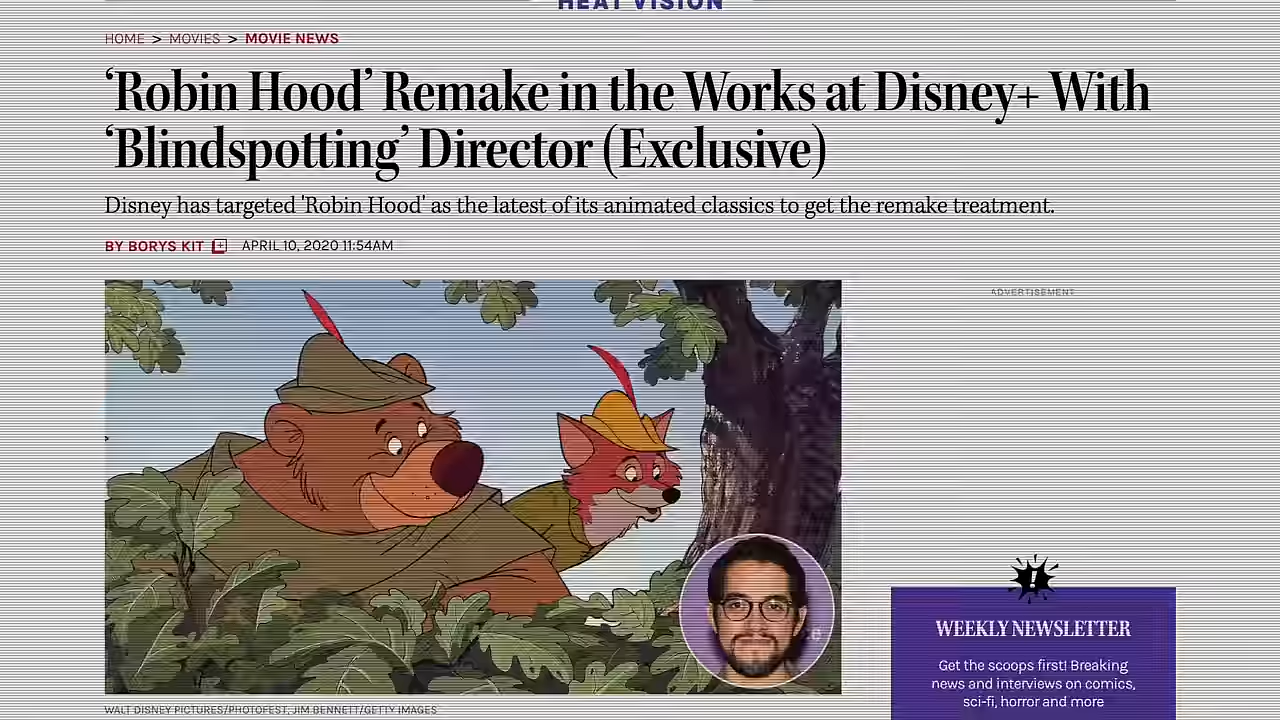 HEAT VISION
HOME > MOVIES > MOVIE NEWS
‘Robin Hood’ Remake in the Works at Disney+ With
‘Blindspotting’ Director (Exclusive)
Disney has targeted 'Robin Hood' as the latest of its animated classics to get the remake treatment.
BY BORYS KIT + APRIL 10, 2020 11:54AM
ADVERTISEMENT
WEEKLY NEWSLETTER
Get the scoops first! Breaking
news and interviews on comics,
sci-fi, horror and more
WALT DISNEY PICTURES/PHOTOFEST; JIM BENNETT/GETTY IMAGES